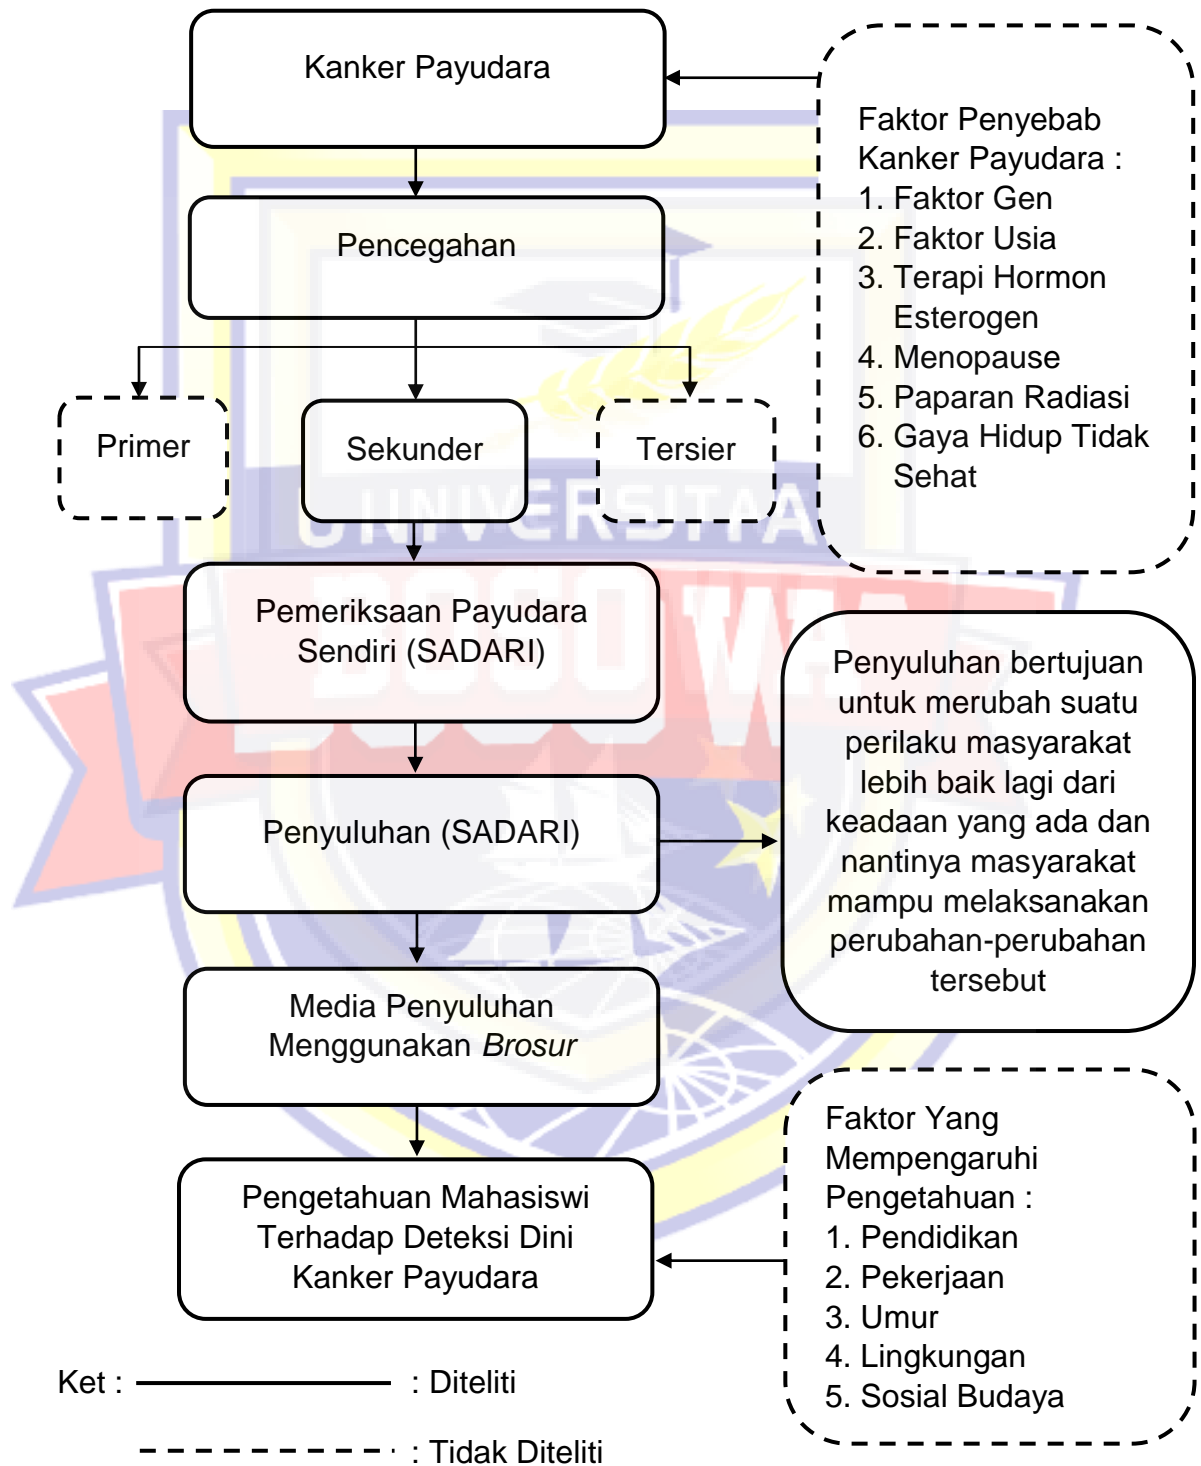 Kanker Payudara
Faktor Penyebab
Kanker Payudara :
1. Faktor Gen
2. Faktor Usia
3. Terapi Hormon
Esterogen
4. Menopause
5. Paparan Radiasi
6. Gaya Hidup Tidak
Sehat
Pencegahan
Primer
Sekunder
Tersier
UNIVERSITAA
BOSOWA
Pemeriksaan Payudara
Sendiri (SADARI)
Penyuluhan (SADARI)
Penyuluhan bertujuan
untuk merubah suatu
perilaku masyarakat
lebih baik lagi dari
keadaan yang ada dan
nantinya masyarakat
mampu melaksanakan
perubahan-perubahan
tersebut
Media Penyuluhan
Menggunakan Brosur
Pengetahuan Mahasiswi
Terhadap Deteksi Dini
Kanker Payudara
Faktor Yang
Mempengaruhi
Pengetahuan :
1. Pendidikan
2. Pekerjaan
3. Umur
4. Lingkungan
5. Sosial Budaya
Ket : : Diteliti
: Tidak Diteliti